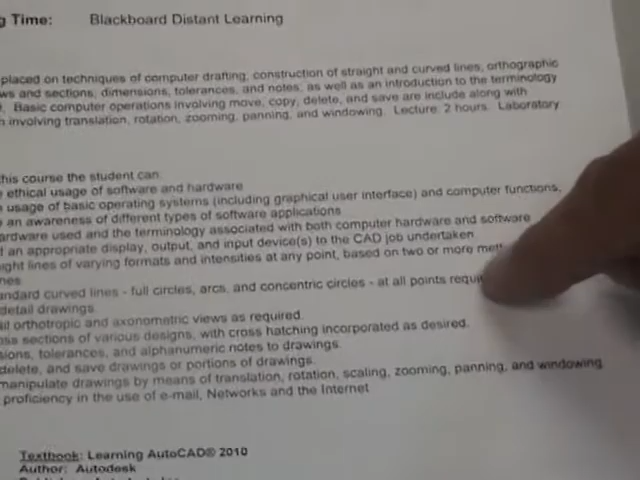 g Time: Blackboard Distant Learning
placed on techniques of computer drafting, construction of straight and curved lines, orthographic
ws and sections, dimensions, tolerances, and notes, as well as an introduction to the terminology
Basic computer operations involving move, copy, delete, and save are include along with
n involving translation, rotation, zooming, panning, and windowing. Lecture: 2 hours. Laboratory
this course the student can:
e ethical usage of software and hardware
usage of basic operating systems (including graphical user interface) and computer functions,
an awareness of different types of software applications
ardware used and the terminology associated with both computer hardware and software
an appropriate display, output, and input device(s) to the CAD job undertaken
ight lines of varying formats and intensities at any point, based on two or more met
nes
andard curved lines - full circles, arcs, and concentric circles - at all points requi
detail drawings.
il orthotropic and axonometric views as required.
ss sections of various designs, with cross hatching incorporated as desired.
sions, tolerances, and alphanumeric notes to drawings.
delete, and save drawings or portions of drawings.
manipulate drawings by means of translation, rotation, scaling, zooming, panning, and windowing
proficiency in the use of e-mail, Networks and the Internet
Textbook: Learning AutoCAD® 2010
Author: Autodesk